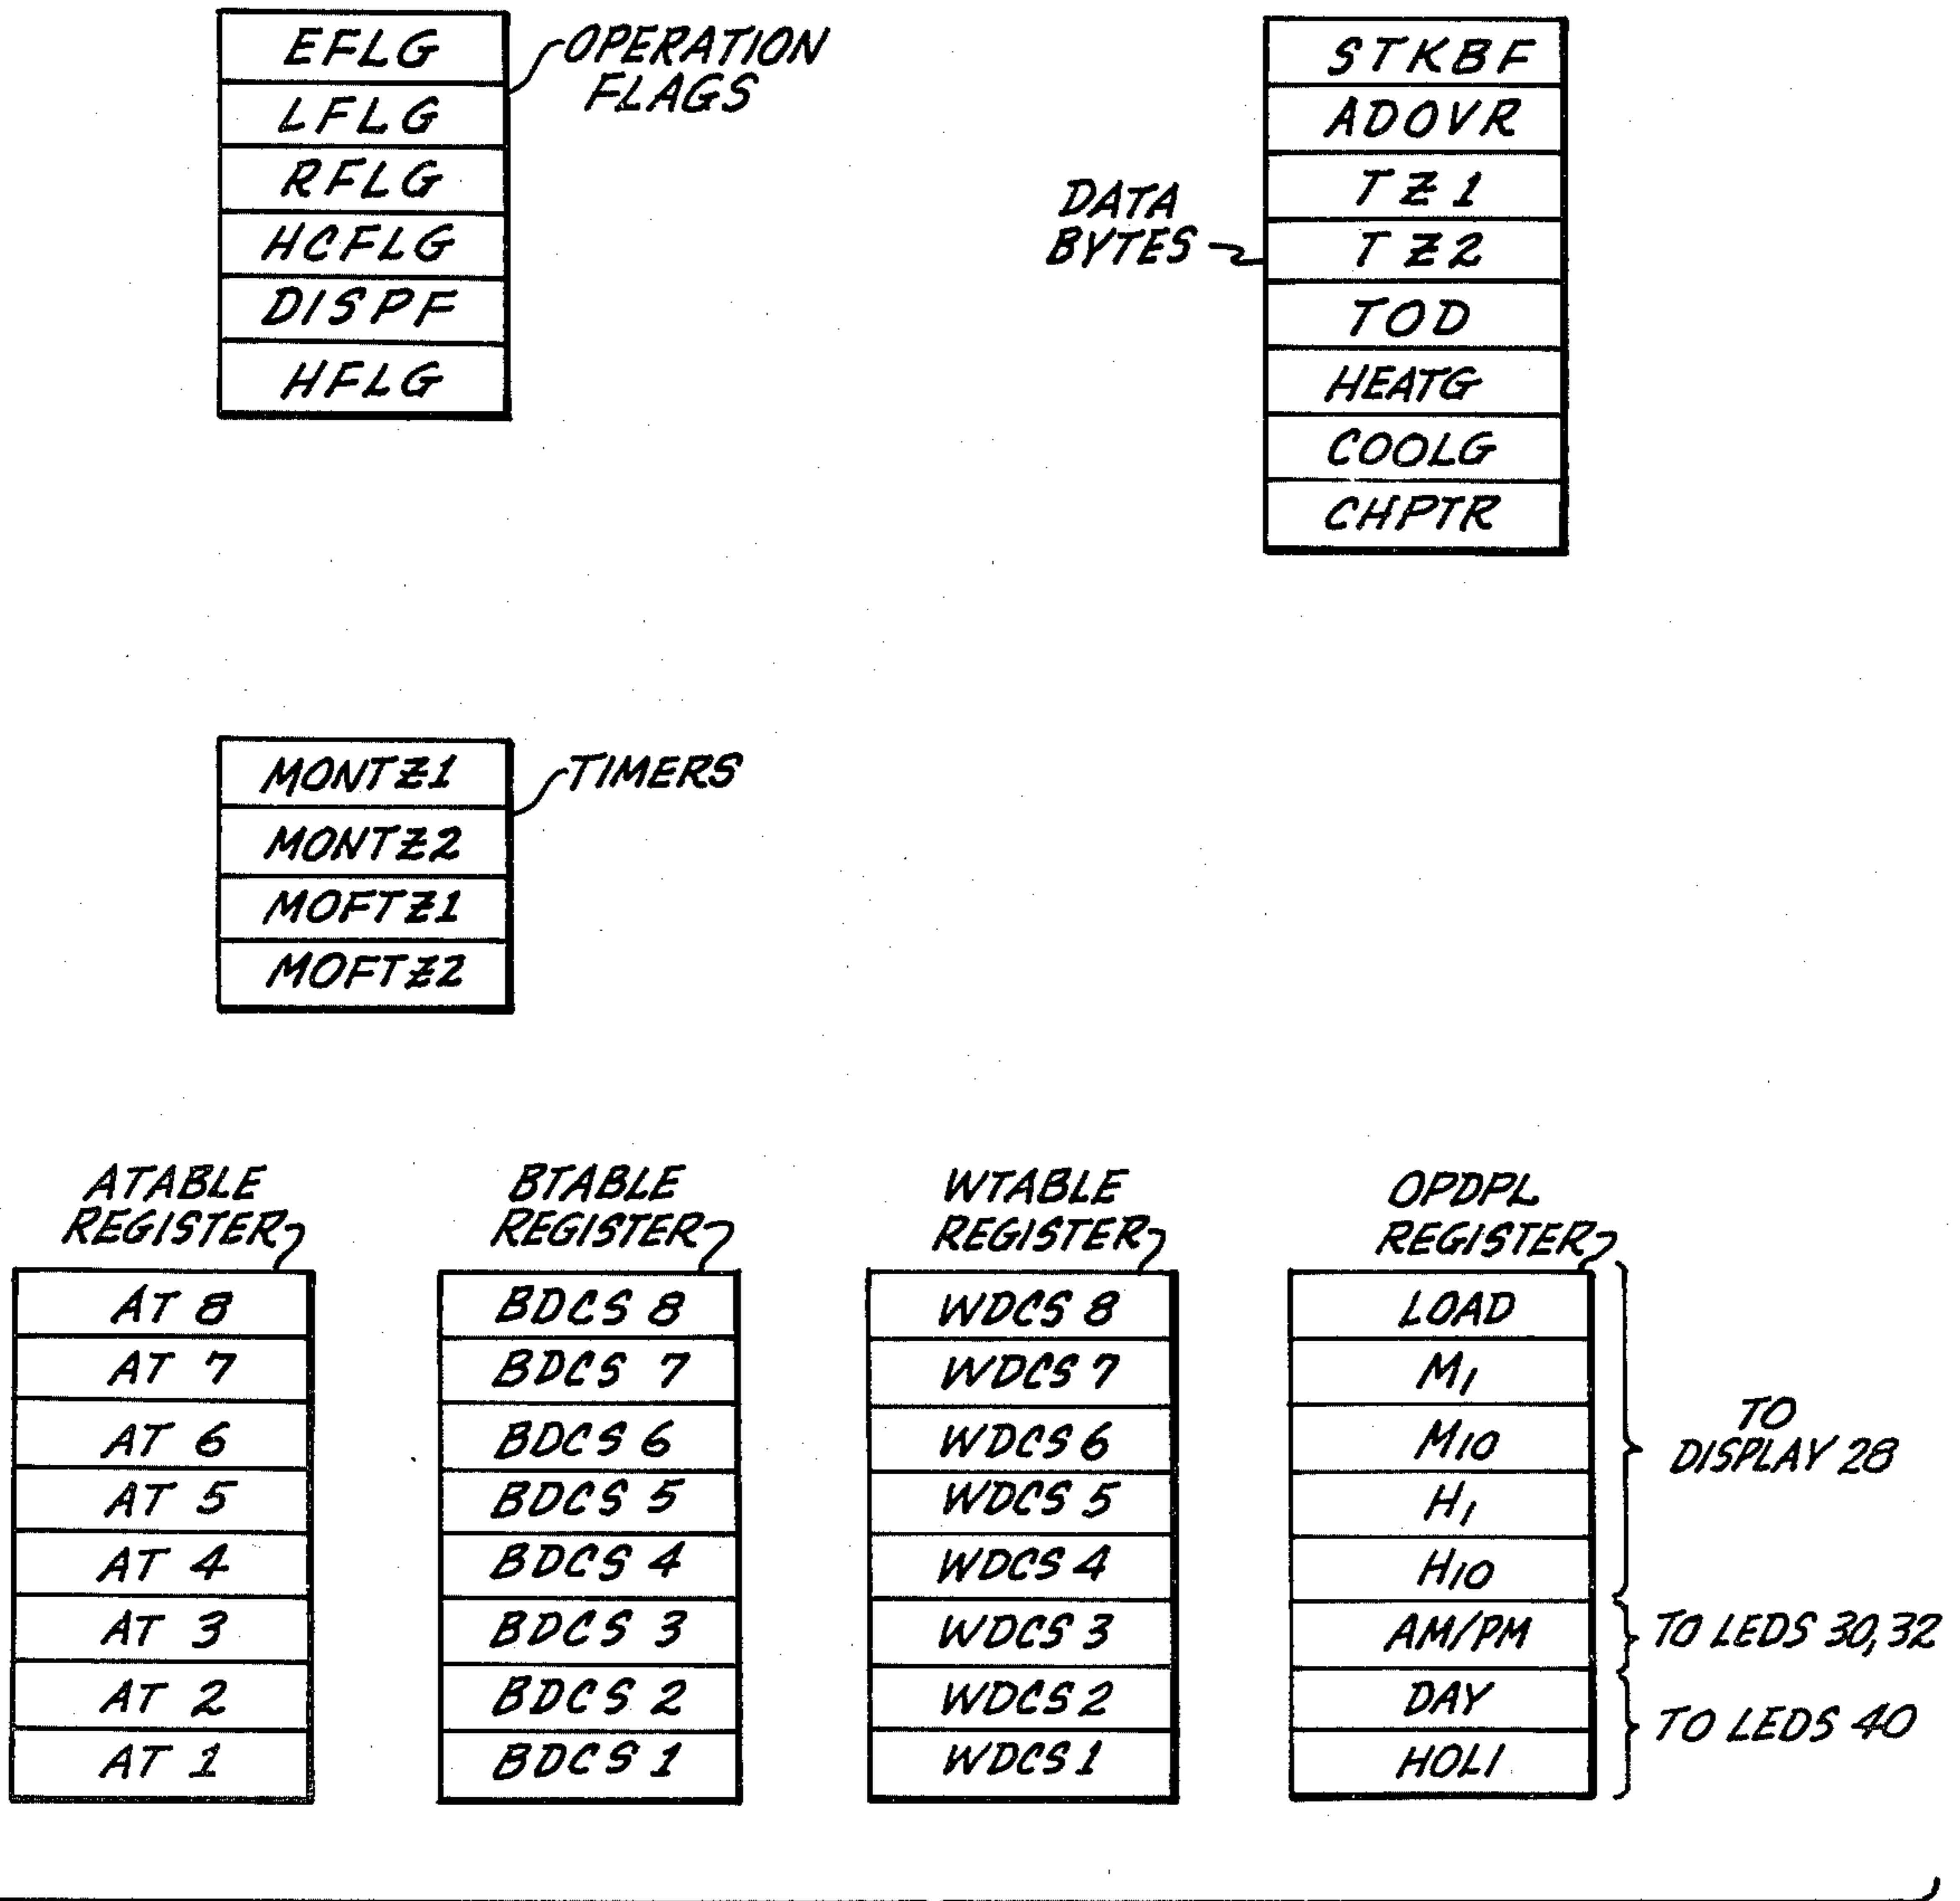 EFLG
LFLG
RFLG
HCFLG
DISPF
HFLG
OPERATION
FLAGS
STKBF
ADOVR
TZ1
TZ2
TOD
HEATG
COOLG
CHPTR
DATA
BYTES
MONTZ1
MONTZ2
MOFTZ1
MOFTZ2
TIMERS
ATABLE
REGISTER
AT 8
AT 7
AT 6
AT 5
AT 4
AT 3
AT 2
AT 1
BTABLE
REGISTER
BDCS 8
BDCS 7
BDCS 6
BDCS 5
BDCS 4
BDCS 3
BDCS 2
BDCS 1
WTABLE
REGISTER
WDCS 8
WDCS 7
WDCS 6
WDCS 5
WDCS 4
WDCS 3
WDCS 2
WDCS 1
OPDPL
REGISTER
LOAD
M1
M10
H1
H10
AM/PM
DAY
HOLI
TO
DISPLAY 28
TO LEDS 30,32
TO LEDS 40